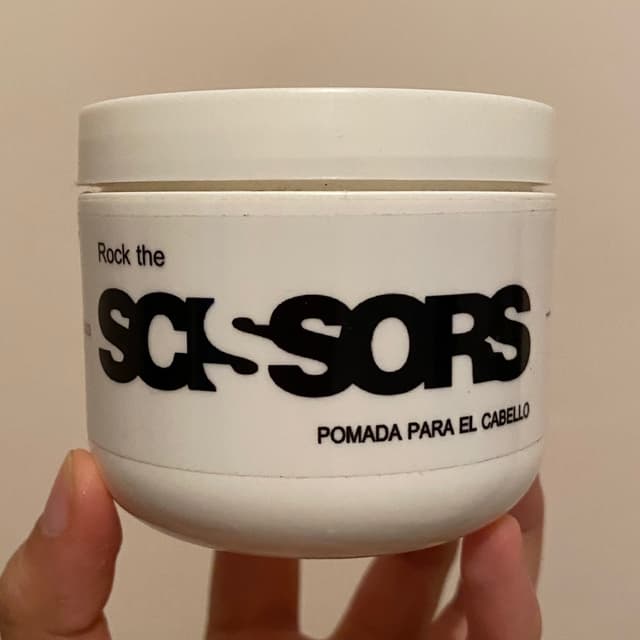 Rock the
SCISSORS
POMADA PARA EL CABELLO